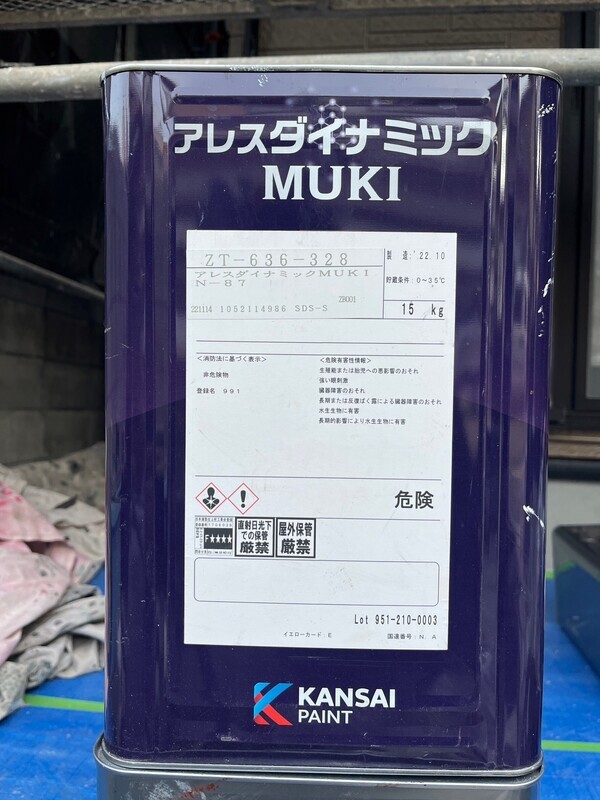 アレスダイナミック
MUKI
ZT-636-328
製 造:'22.10
アレスダイナミックMUKI
N-87
貯蔵条件:0~35℃
ZB001
221114 1052114986 SDS-S
15 kg
<消防法に基づく表示>
非危険物
登録名 991
<危険有害性情報>
生殖能または胎児への悪影響のおそれ
強い眼刺激
臓器障害のおそれ
長期または反復ばく露による臓器障害のおそれ
水生生物に有害
長期的影響により水生生物に有害
危険
F★★★★
直射日光下
での保管
厳禁
屋外保管
厳禁
Lot 951-210-0003
イエローカード:E
国連番号:N.A
KANSAI
PAINT